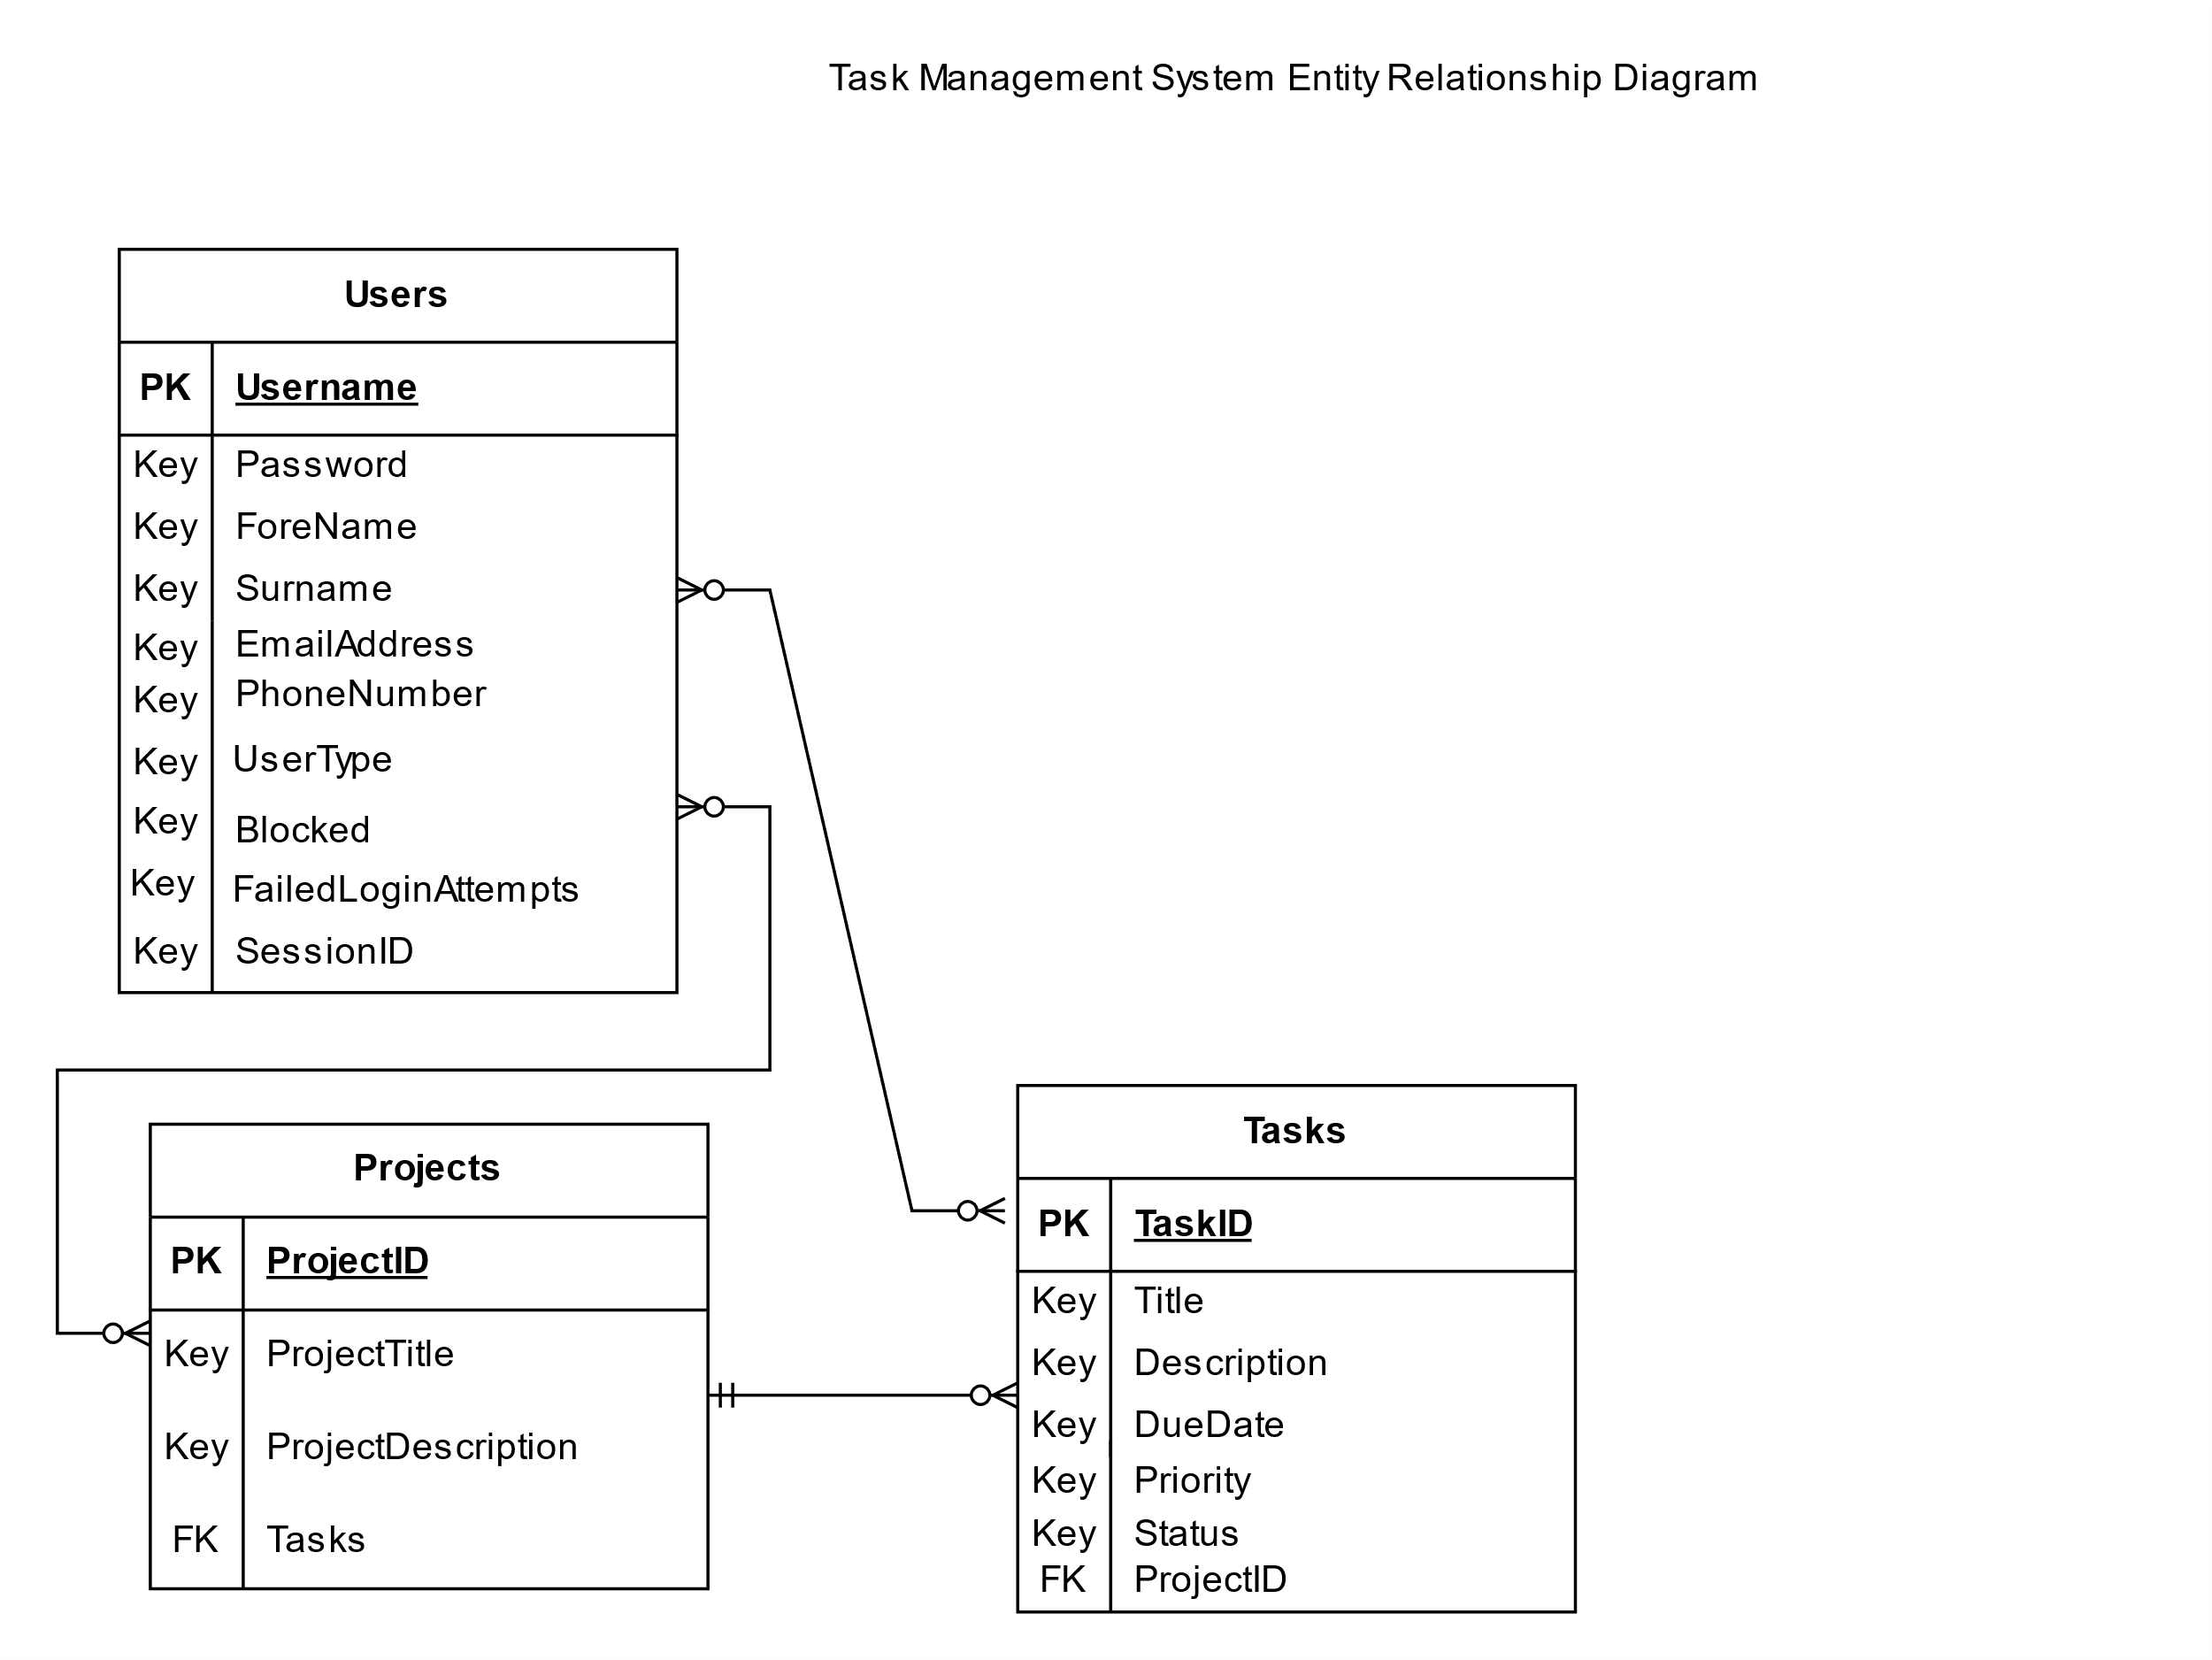 Task Management System Entity Relationship Diagram
Users
PK Username
Key Password
Key ForeName
Key Surname
Key EmailAddress
Key PhoneNumber
Key UserType
Key Blocked
Key FailedLoginAttempts
Key SessionID
Projects
PK ProjectID
Key ProjectTitle
Key ProjectDescription
FK Tasks
Tasks
PK TaskID
Key Title
Key Description
Key DueDate
Key Priority
Key Status
FK ProjectID